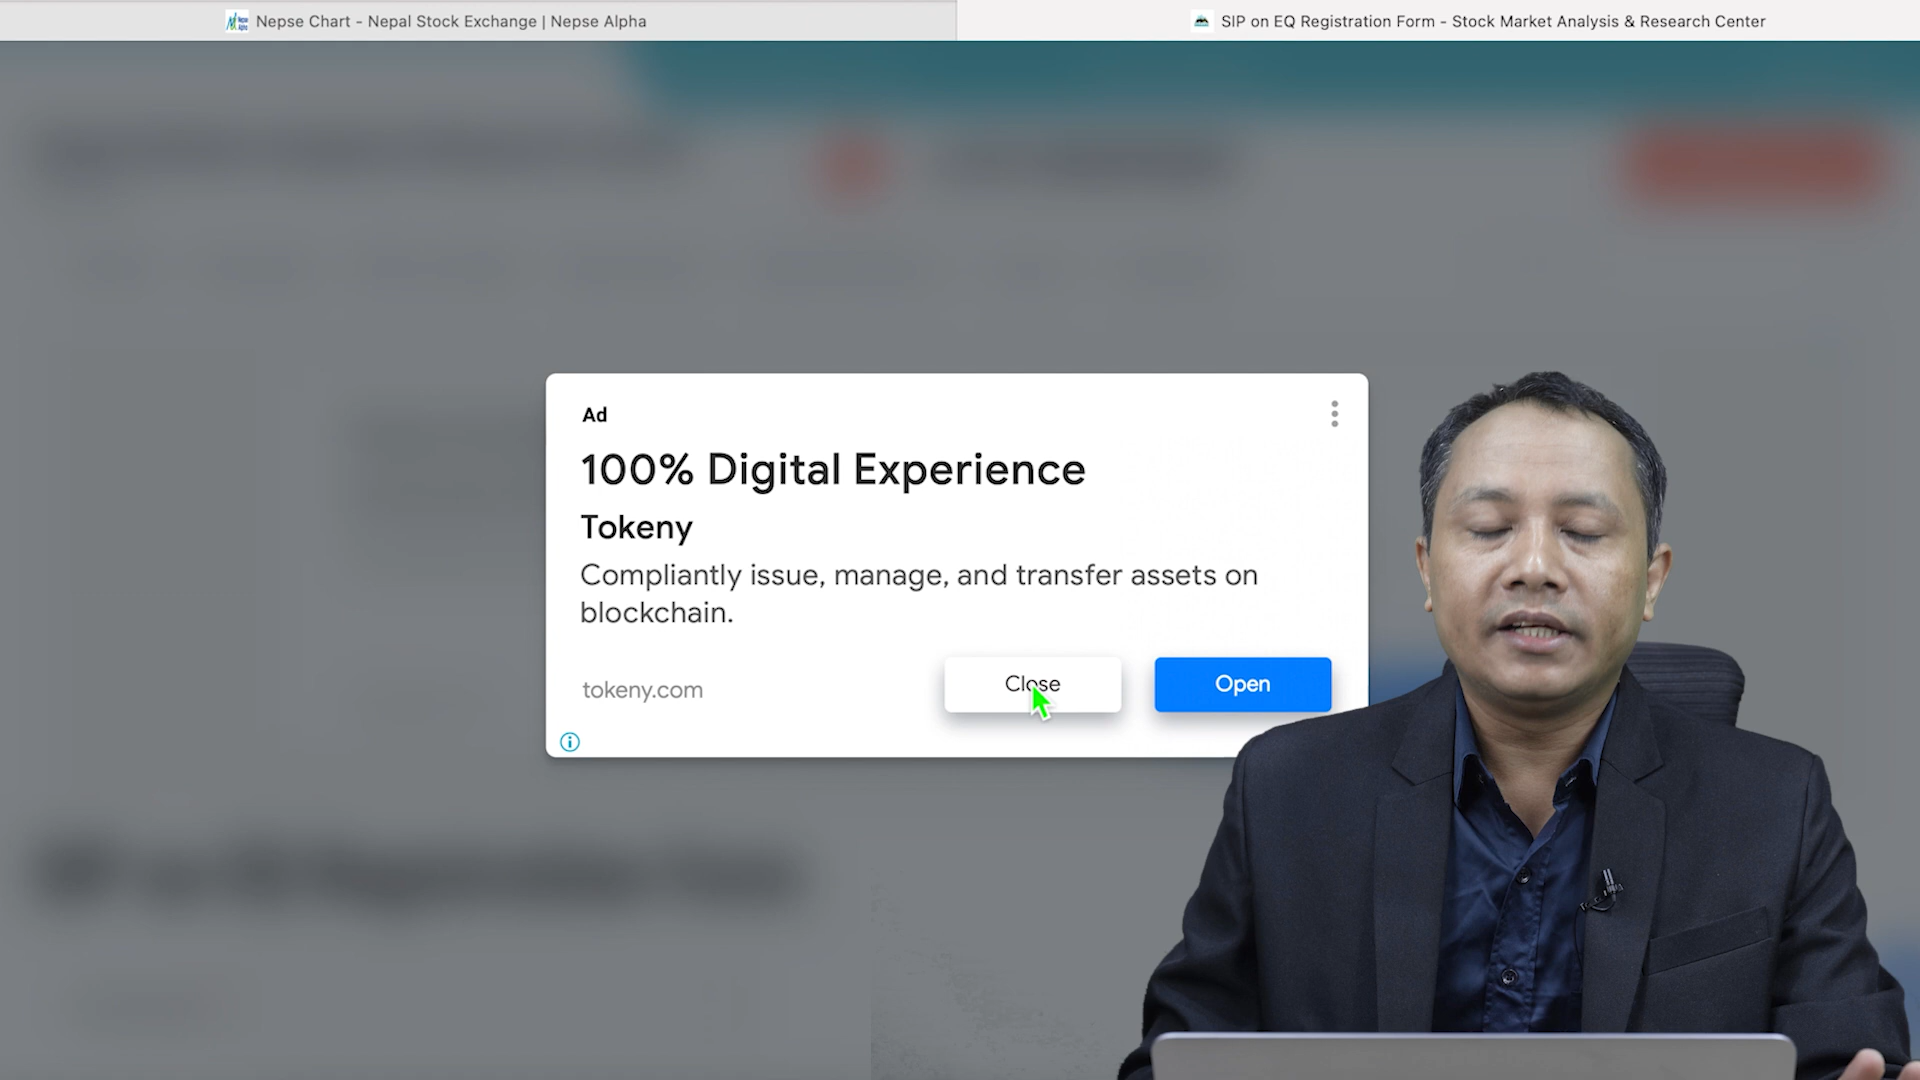 Nepse Chart - Nepal Stock Exchange | Nepse Alpha
SIP on EQ Registration Form - Stock Market Analysis & Research Center
Ad
100% Digital Experience
Tokeny
Compliantly issue, manage, and transfer assets on
blockchain.
tokeny.com
Close
Open